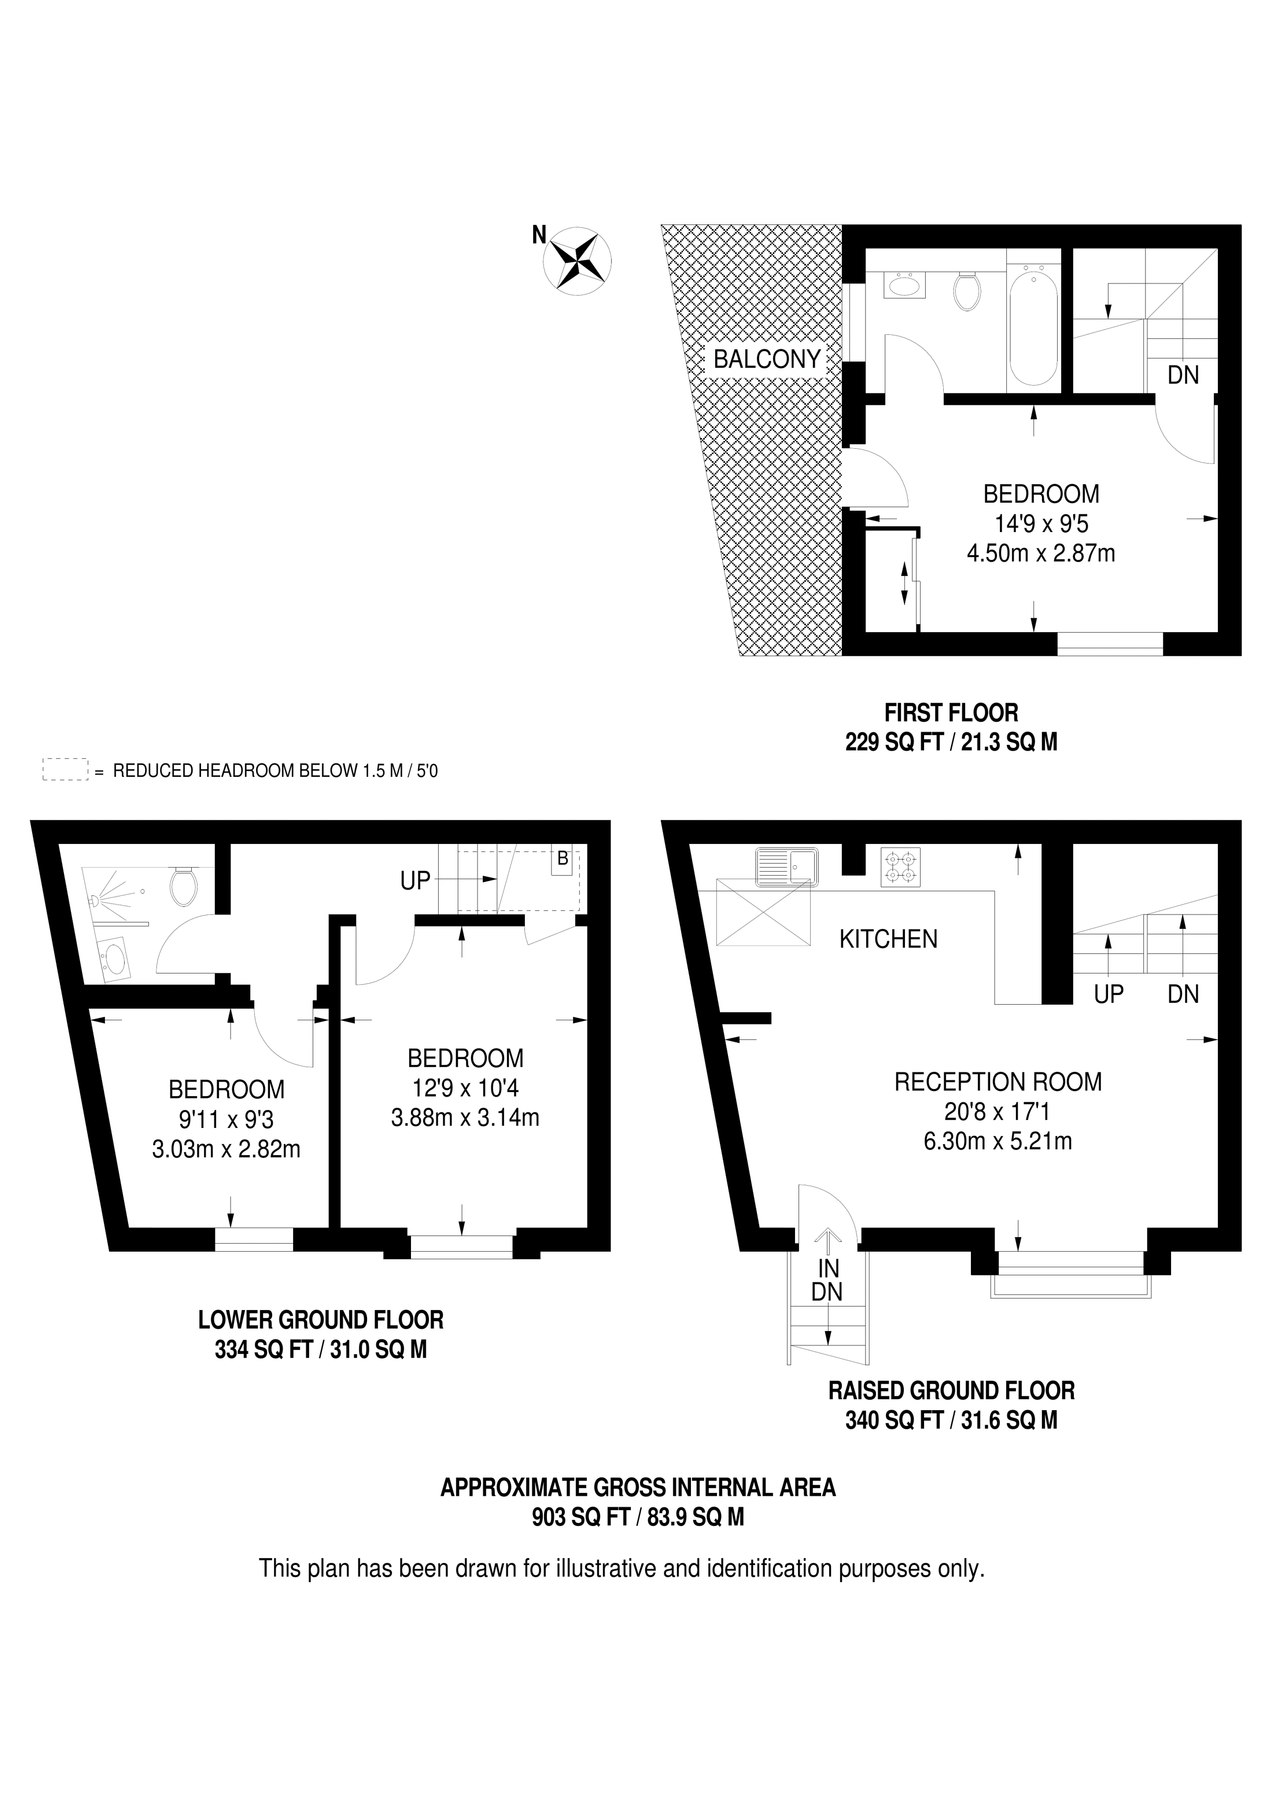 N
BALCONY
DN
BEDROOM
14'9 x 9'5
4.50m x 2.87m
FIRST FLOOR
229 SQ FT / 21.3 SQ M
= REDUCED HEADROOM BELOW 1.5 M / 5'0
B
UP
BEDROOM
12'9 x 10'4
3.88m x 3.14m
BEDROOM
9'11 x 9'3
3.03m x 2.82m
LOWER GROUND FLOOR
334 SQ FT / 31.0 SQ M
KITCHEN
UP
DN
RECEPTION ROOM
20'8 x 17'1
6.30m x 5.21m
IN
DN
RAISED GROUND FLOOR
340 SQ FT / 31.6 SQ M
APPROXIMATE GROSS INTERNAL AREA
903 SQ FT / 83.9 SQ M
This plan has been drawn for illustrative and identification purposes only.